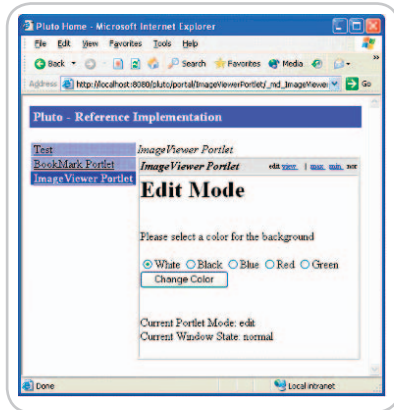 Pluto Home - Microsoft Internet Explorer
File Edit View Favorites Tools Help
Back Search Favorites Media
Address http://localhost:8080/pluto/portal/ImageViewerPortlet/_md_ImageViewer Go
Pluto - Reference Implementation
Test ImageViewer Portlet
BookMark Portlet ImageViewer Portlet edit view, | max, min, nor
ImageViewer Portlet
Edit Mode
Please select a color for the background
White Black Blue Red Green
Change Color
Current Portlet Mode: edit
Current Window State: normal
Done Local intranet